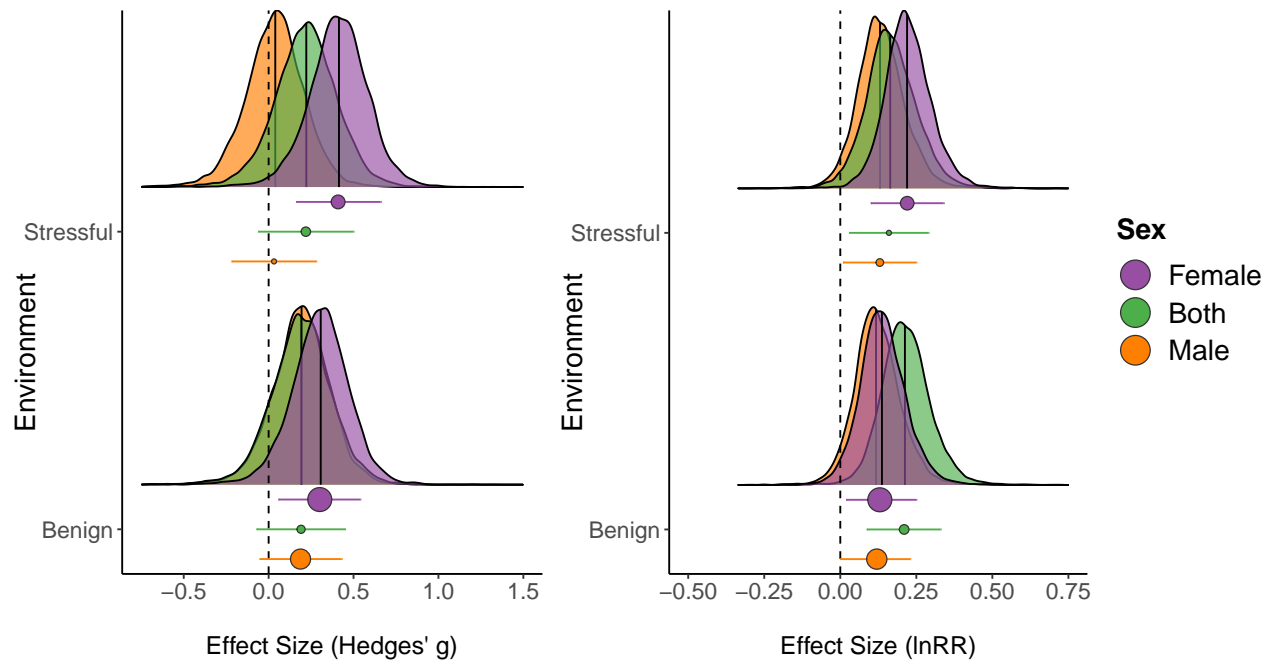 Stressful
Benign
Environment
−0.5 0.0 0.5 1.0 1.5
Effect Size (Hedges' g)
Stressful
Benign
Environment
−0.50 −0.25 0.00 0.25 0.50 0.75
Effect Size (lnRR)
Sex
Female
Both
Male